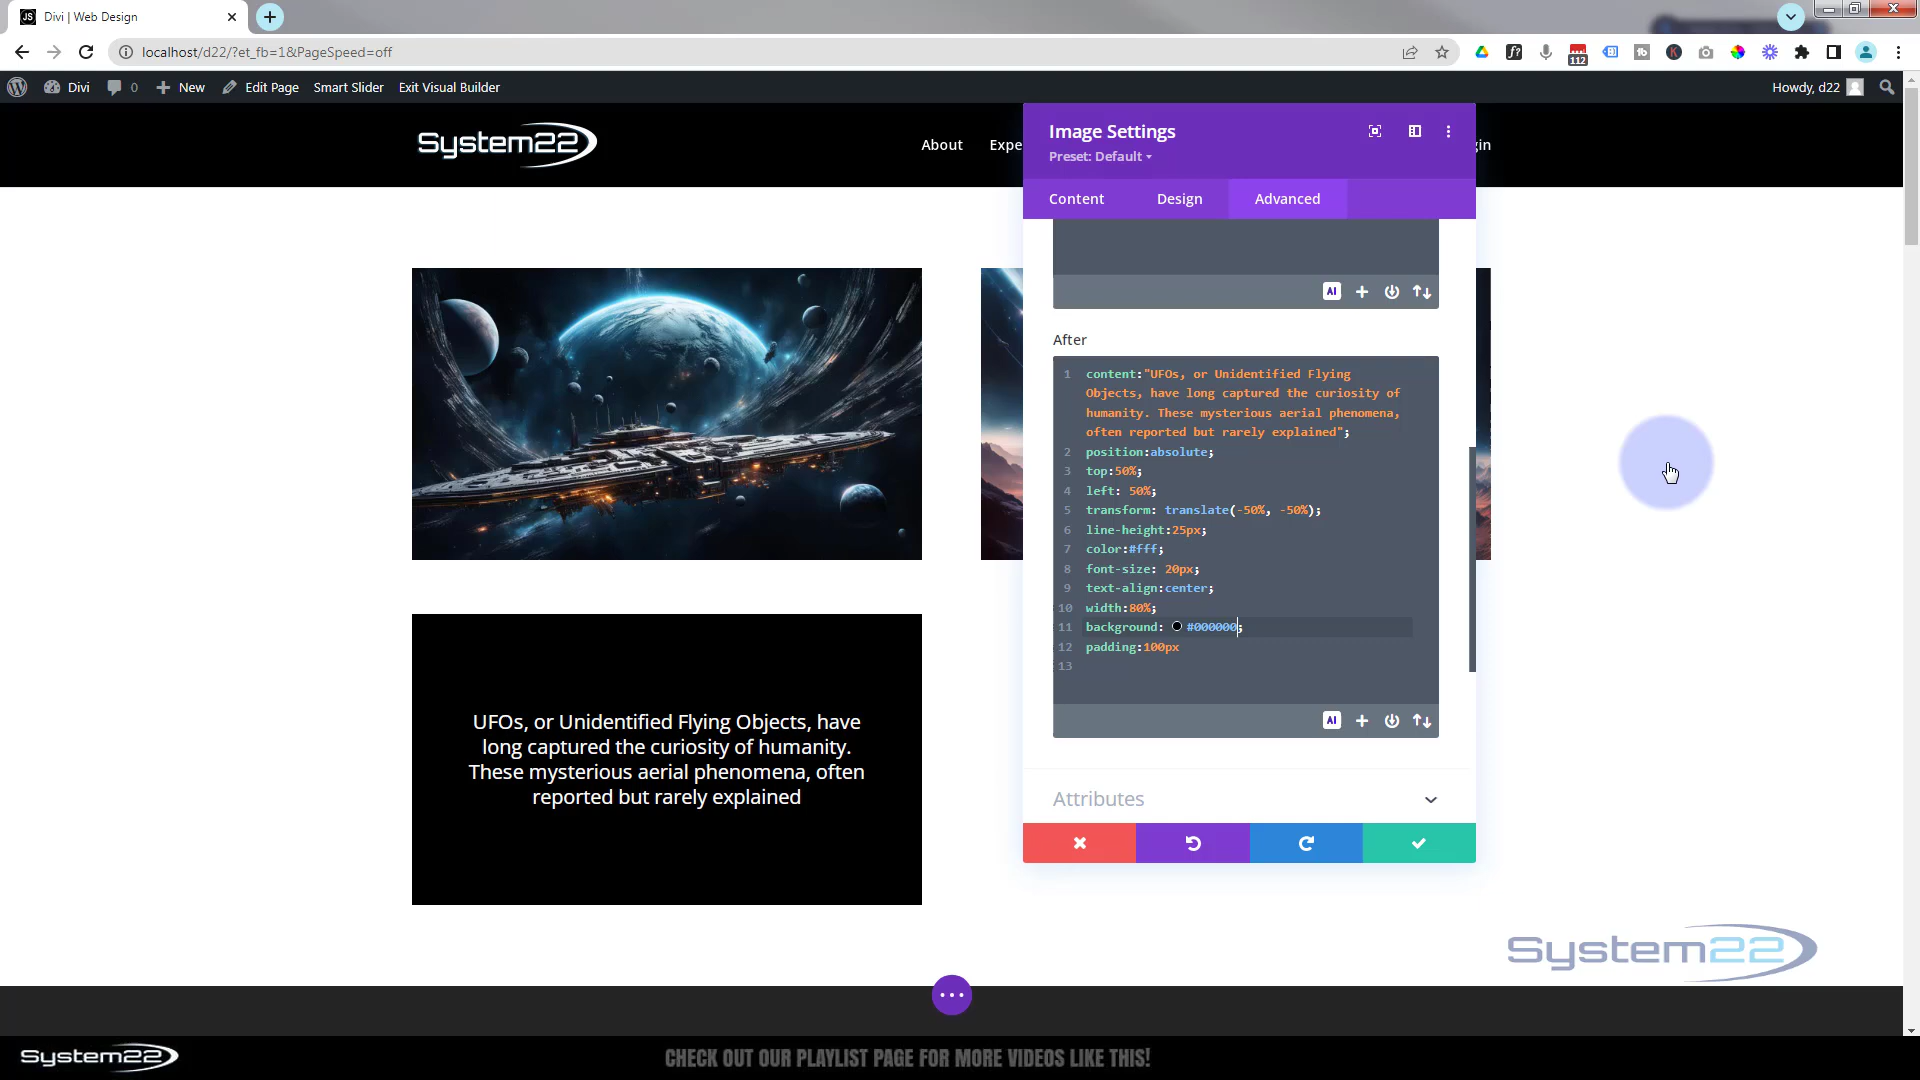 Divi | Web Design
localhost/d22/?et_fb=1&PageSpeed=off
112
Divi 0 New Edit Page Smart Slider Exit Visual Builder Howdy, d22
System22
About Expe gin
Image Settings
Preset: Default
Content Design Advanced
AI
After
1 content:"UFOs, or Unidentified Flying
Objects, have long captured the curiosity of
humanity. These mysterious aerial phenomena,
often reported but rarely explained";
2 position:absolute;
3 top:50%;
4 left: 50%;
5 transform: translate(-50%, -50%);
6 line-height:25px;
7 color:#fff;
8 font-size: 20px;
9 text-align:center;
10 width:80%;
11 background: #000000;
12 padding:100px
13
AI
Attributes
UFOs, or Unidentified Flying Objects, have
long captured the curiosity of humanity.
These mysterious aerial phenomena, often
reported but rarely explained
System22
System22
CHECK OUT OUR PLAYLIST PAGE FOR MORE VIDEOS LIKE THIS!